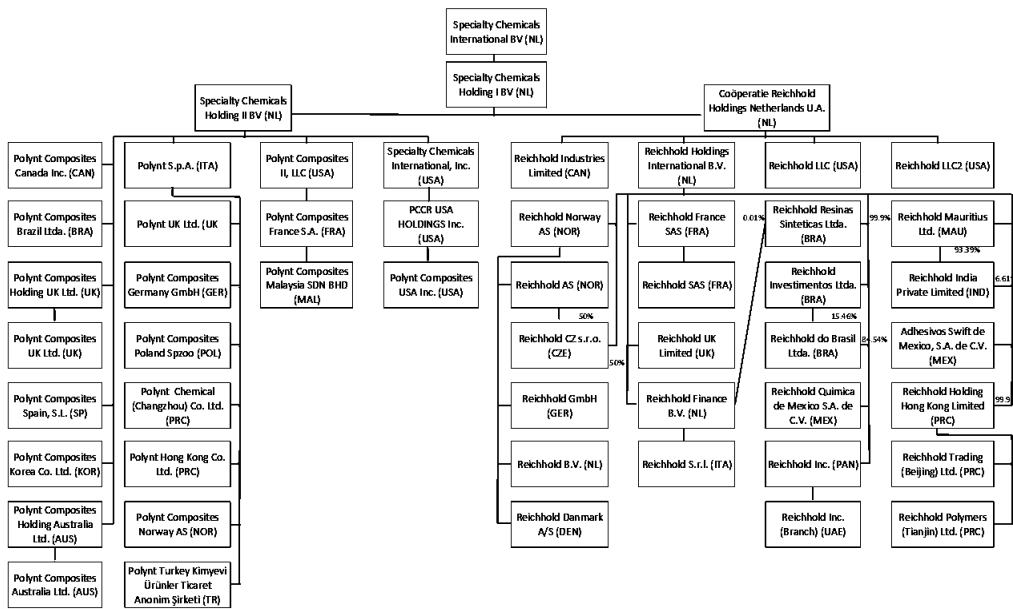 Specialty Chemicals
International BV (NL)
Specialty Chemicals
Holding I BV (NL)
Specialty Chemicals
Holding II BV (NL)
Coöperatie Reichhold
Holdings Netherlands U.A.
(NL)
Polynt Composites
Canada Inc. (CAN)
Polynt S.p.A. (ITA)
Polynt Composites
II, LLC (USA)
Specialty Chemicals
International, Inc.
(USA)
Reichhold Industries
Limited (CAN)
Reichhold Holdings
International B.V.
(NL)
Reichhold LLC (USA)
Reichhold LLC2 (USA)
Polynt Composites
Brazil Ltda. (BRA)
Polynt UK Ltd. (UK
Polynt Composites
France S.A. (FRA)
PCCR USA
HOLDINGS Inc.
(USA)
Reichhold Norway
AS (NOR)
Reichhold France
SAS (FRA)
0.01%
Reichhold Resinas
Sinteticas Ltda.
(BRA)
99.9%
Reichhold Mauritius
Ltd. (MAU)
93.39%
Polynt Composites
Holding UK Ltd. (UK)
Polynt Composites
Germany GmbH (GER)
Polynt Composites
Malaysia SDN BHD
(MAL)
Polynt Composites
USA Inc. (USA)
Reichhold AS (NOR)
Reichhold SAS (FRA)
Reichhold
Investimentos Ltda.
(BRA)
Reichhold India
Private Limited (IND)
6.61
50%
15.46%
Polynt Composites
UK Ltd. (UK)
Polynt Composites
Poland Spzoo (POL)
Reichhold CZ s.r.o.
(CZE)
50%
Reichhold UK
Limited (UK)
Reichhold do Brasil
Ltda. (BRA)
84.54%
Adhesivos Swift de
Mexico, S.A. de C.V.
(MEX)
Polynt Composites
Spain, S.L. (SP)
Polynt Chemical
(Changzhou) Co. Ltd.
(PRC)
Reichhold GmbH
(GER)
Reichhold Finance
B.V. (NL)
Reichhold Quimica
de Mexico S.A. de
C.V. (MEX)
Reichhold Holding
Hong Kong Limited
(PRC)
99.9
Polynt Composites
Korea Co. Ltd. (KOR)
Polynt Hong Kong Co.
Ltd. (PRC)
Reichhold B.V. (NL)
Reichhold S.r.l. (ITA)
Reichhold Inc. (PAN)
Reichhold Trading
(Beijing) Ltd. (PRC)
Polynt Composites
Holding Australia
Ltd. (AUS)
Polynt Composites
Norway AS (NOR)
Reichhold Danmark
A/S (DEN)
Reichhold Inc.
(Branch) (UAE)
Reichhold Polymers
(Tianjin) Ltd. (PRC)
Polynt Composites
Australia Ltd. (AUS)
Polynt Turkey Kimyevi
Ürünler Ticaret
Anonim Şirketi (TR)